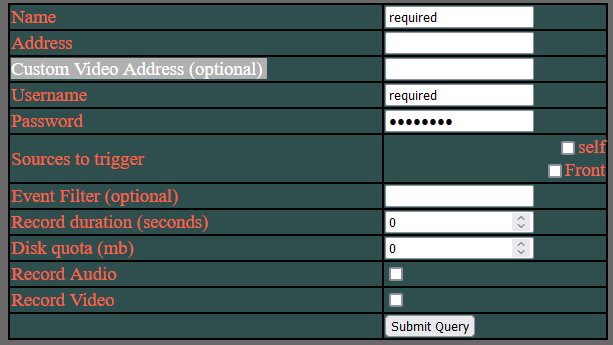 Name required
Address
Custom Video Address (optional)
Username required
Password ●●●●●●●●
Sources to trigger
self
Front
Event Filter (optional)
Record duration (seconds) 0
Disk quota (mb) 0
Record Audio
Record Video
Submit Query